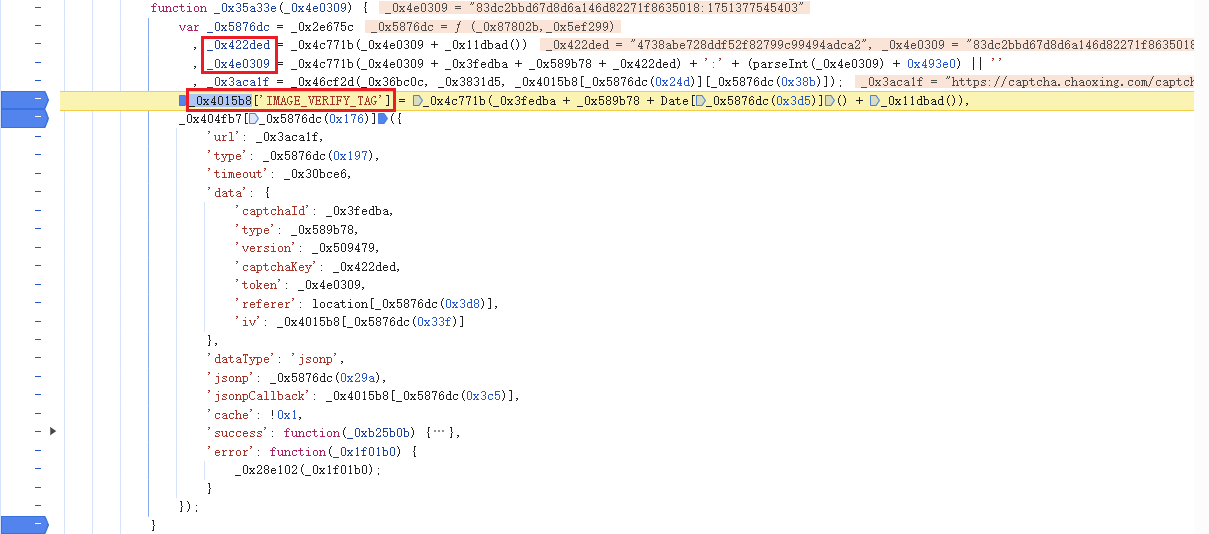 function _0x35a33e(_0x4e0309) { _0x4e0309 = "83dc2bbd67d8d6a146d82271f8635018:1751377545403"
var _0x5876dc = _0x2e675c _0x5876dc = ƒ (_0x87802b,_0x5ef299)
, _0x422ded = _0x4c771b(_0x4e0309 + _0x11dbad()) _0x422ded = "4738abe728ddf52f82799c99494adca2", _0x4e0309 = "83dc2bbd67d8d6a146d82271f8635018
, _0x4e0309 = _0x4c771b(_0x4e0309 + _0x3fedba + _0x589b78 + _0x422ded) + ':' + (parseInt(_0x4e0309) + 0x493e0) || ''
, _0x3aca1f = _0x46cf2d(_0x36bc0c, _0x3831d5, _0x4015b8[_0x5876dc(0x24d)][_0x5876dc(0x38b)]); _0x3aca1f = "https://captcha.chaoxing.com/captch
_0x4015b8['IMAGE_VERIFY_TAG'] = _0x4c771b(_0x3fedba + _0x589b78 + Date[_0x5876dc(0x3d5)]() + _0x11dbad()),
_0x404fb7[_0x5876dc(0x176)]({
'url': _0x3aca1f,
'type': _0x5876dc(0x197),
'timeout': _0x30bce6,
'data': {
'captchaId': _0x3fedba,
'type': _0x589b78,
'version': _0x509479,
'captchaKey': _0x422ded,
'token': _0x4e0309,
'referer': location[_0x5876dc(0x3d8)],
'iv': _0x4015b8[_0x5876dc(0x33f)]
},
'dataType': 'jsonp',
'jsonp': _0x5876dc(0x29a),
'jsonpCallback': _0x4015b8[_0x5876dc(0x3c5)],
'cache': !0x1,
'success': function(_0xb25b0b) {…},
'error': function(_0x1f01b0) {
_0x28e102(_0x1f01b0);
}
});
}